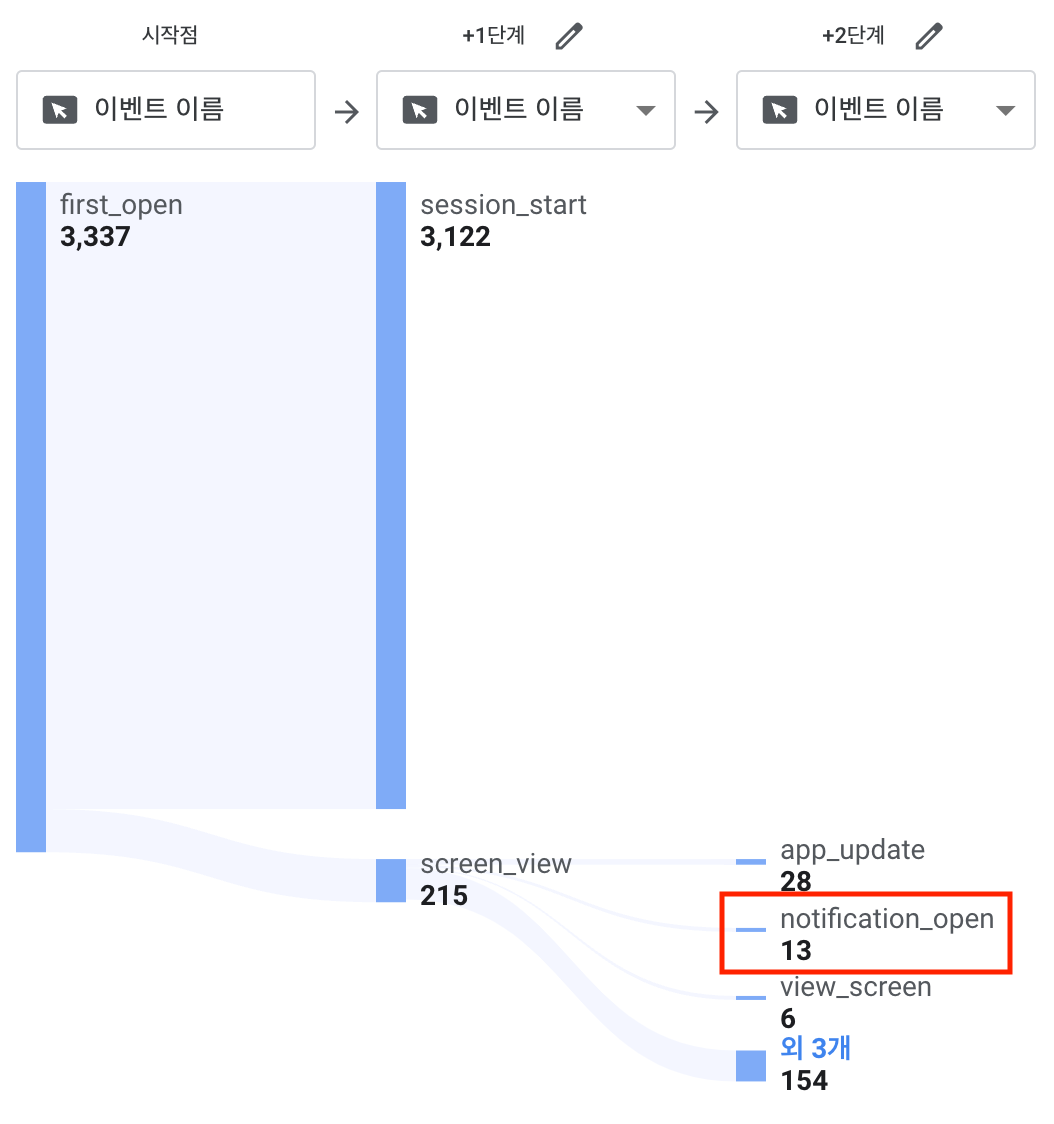 시작점
+1단계
+2단계
이벤트 이름
이벤트 이름
이벤트 이름
first_open
3,337
session_start
3,122
screen_view
215
app_update
28
notification_open
13
view_screen
6
외 3개
154